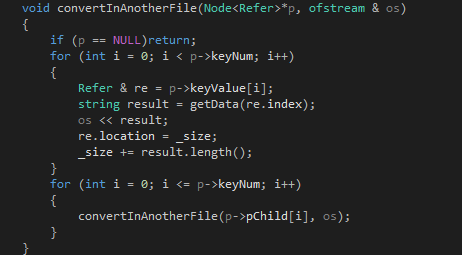 void convertInAnotherFile(Node<Refer>*p, ofstream & os)
{
    if (p == NULL)return;
    for (int i = 0; i < p->keyNum; i++)
    {
        Refer & re = p->keyValue[i];
        string result = getData(re.index);
        os << result;
        re.location = _size;
        _size += result.length();
    }
    for (int i = 0; i <= p->keyNum; i++)
    {
        convertInAnotherFile(p->pChild[i], os);
    }
}